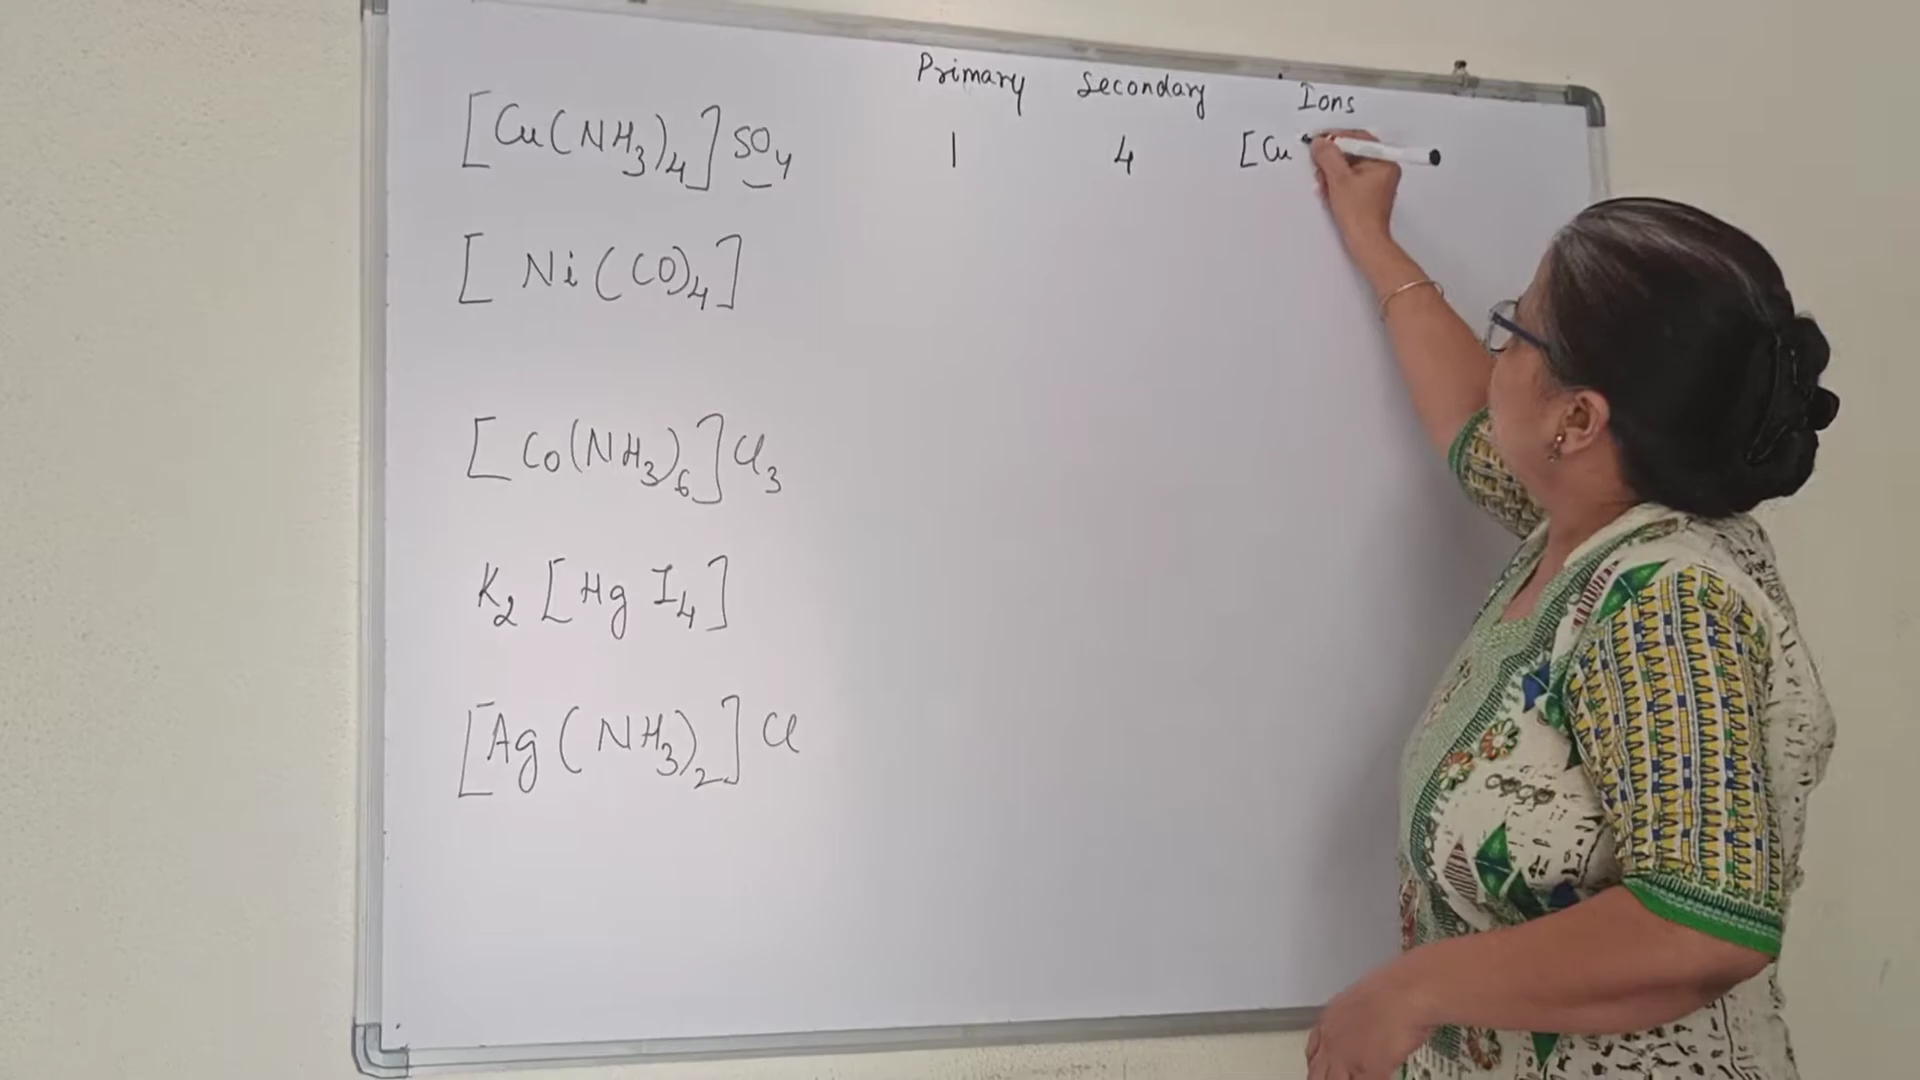 Primary Secondary Ions
[Cu(NH₃)₄]SO₄ 1 4 [Cu
[Ni(CO)₄]
[Co(NH₃)₆]Cl₃
K₂[HgI₄]
[Ag(NH₃)₂]Cl